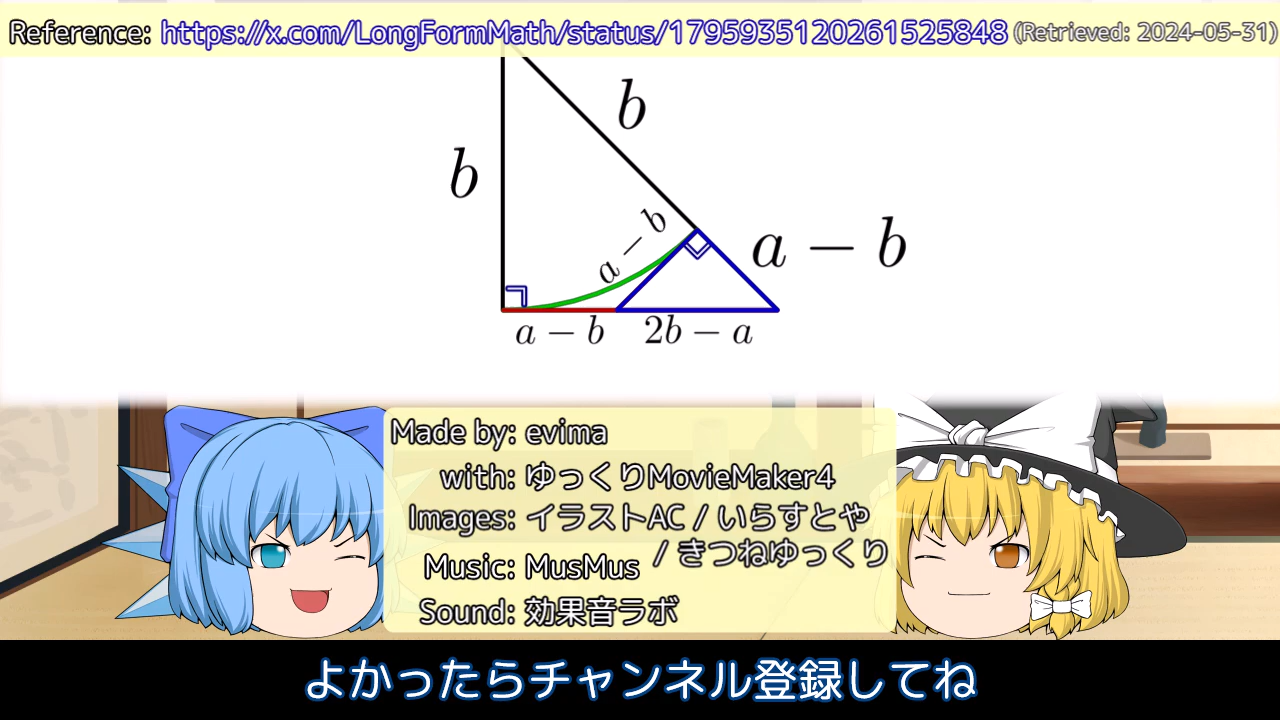 Reference: https://x.com/LongFormMath/status/1795935120261525848 (Retrieved: 2024-05-31)
b
b
a − b
a − b
a − b
2b − a
Made by: evima
with: ゆっくりMovieMaker4
Images: イラストAC / いらすとや
/ きつねゆっくり
Music: MusMus
Sound: 効果音ラボ
よかったらチャンネル登録してね